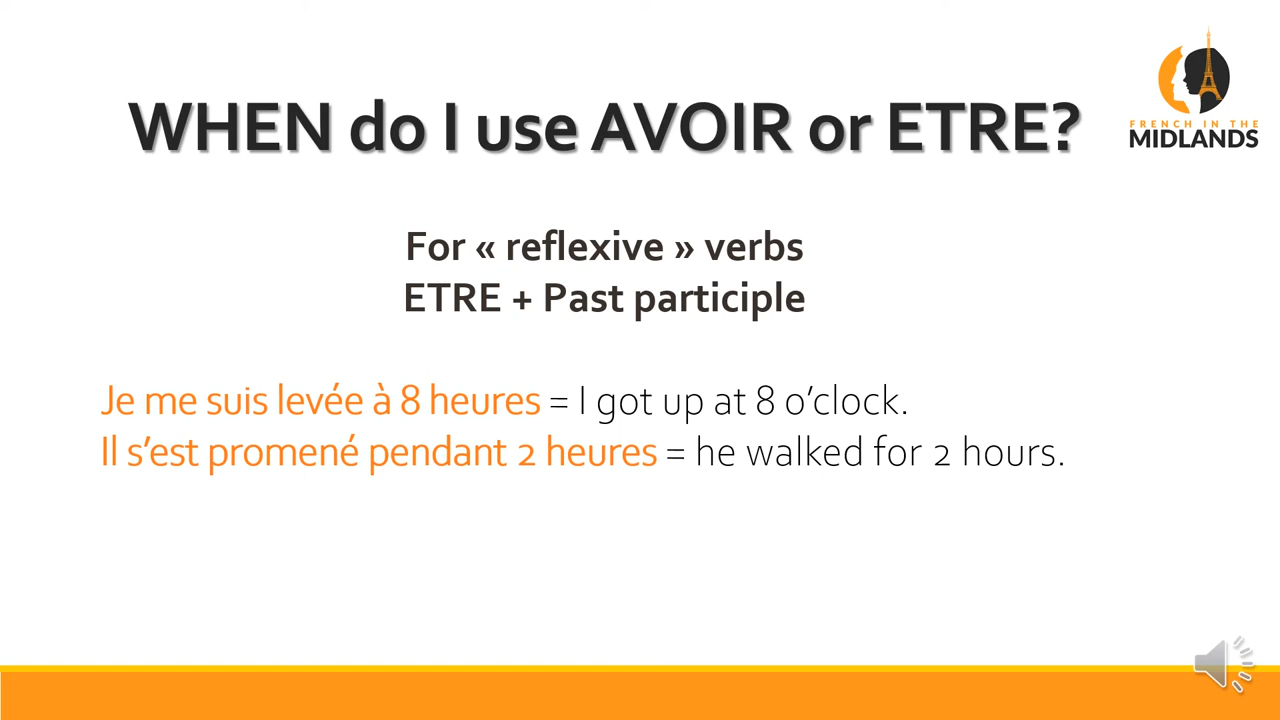 WHEN do I use AVOIR or ETRE?
FRENCH IN THE
MIDLANDS
For « reflexive » verbs
ETRE + Past participle
Je me suis levée à 8 heures = I got up at 8 o’clock.
Il s’est promené pendant 2 heures = he walked for 2 hours.